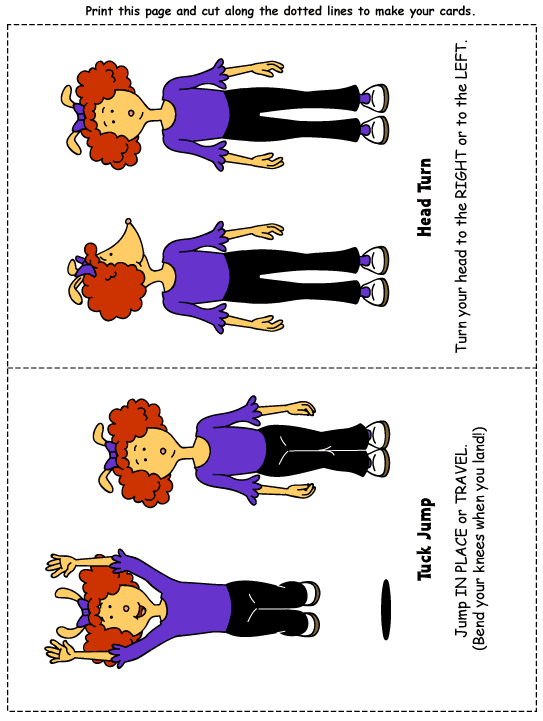 Print this page and cut along the dotted lines to make your cards.
Head Turn
Turn your head to the RIGHT or to the LEFT.
Tuck Jump
Jump IN PLACE or TRAVEL.
(Bend your knees when you land!)